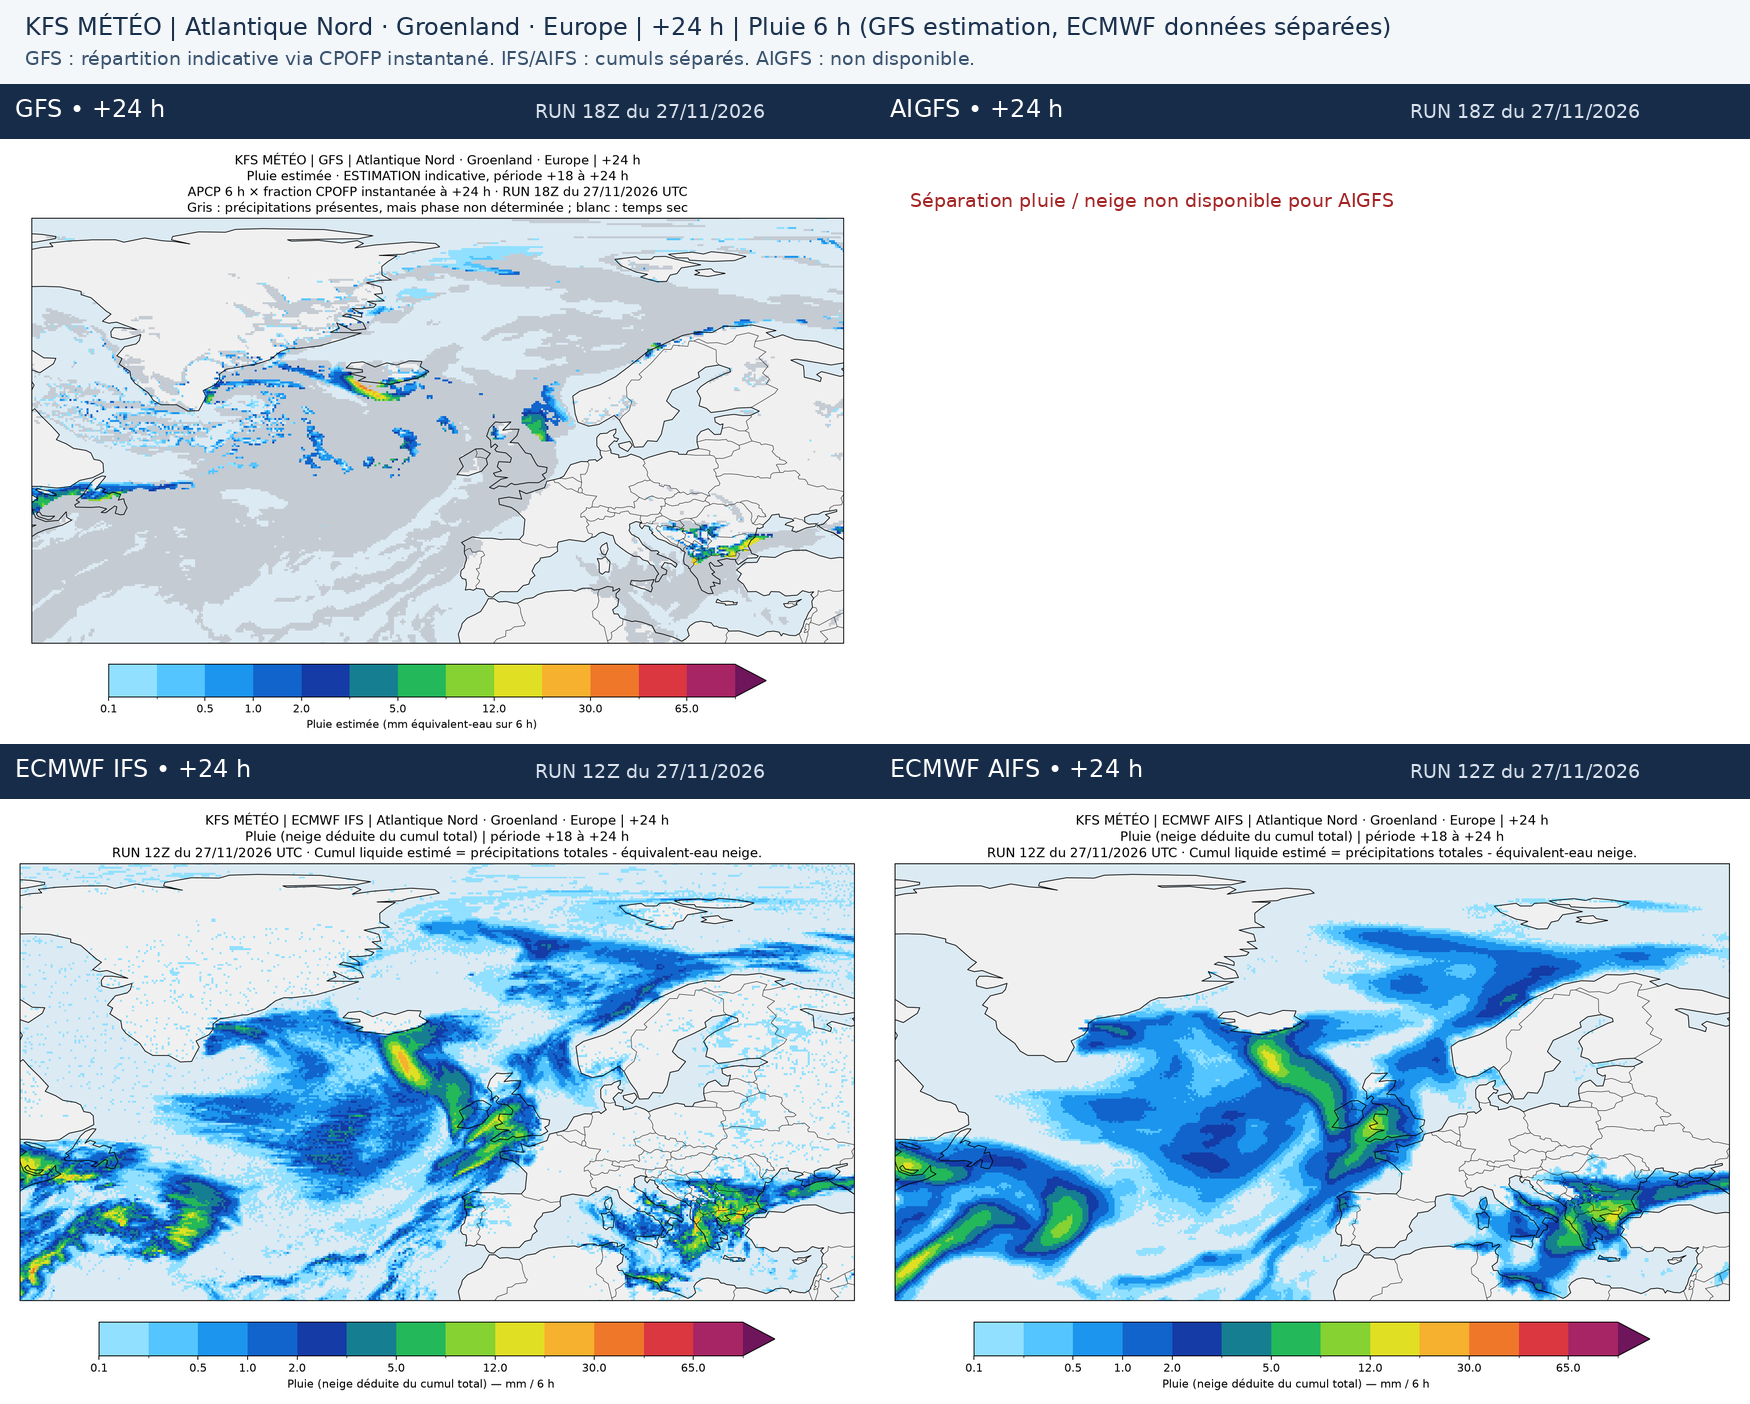 KFS MÉTÉO | Atlantique Nord · Groenland · Europe | +24 h | Pluie 6 h (GFS estimation, ECMWF données séparées)
GFS : répartition indicative via CPOFP instantané. IFS/AIFS : cumuls séparés. AIGFS : non disponible.
GFS • +24 h
RUN 18Z du 27/11/2026
AIGFS • +24 h
RUN 18Z du 27/11/2026
KFS MÉTÉO | GFS | Atlantique Nord · Groenland · Europe | +24 h
Pluie estimée · ESTIMATION indicative, période +18 à +24 h
APCP 6 h × fraction CPOFP instantanée à +24 h · RUN 18Z du 27/11/2026 UTC
Gris : précipitations présentes, mais phase non déterminée ; blanc : temps sec
Séparation pluie / neige non disponible pour AIGFS
0.1 0.5 1.0 2.0 5.0 12.0 30.0 65.0
Pluie estimée (mm équivalent-eau sur 6 h)
ECMWF IFS • +24 h
RUN 12Z du 27/11/2026
ECMWF AIFS • +24 h
RUN 12Z du 27/11/2026
KFS MÉTÉO | ECMWF IFS | Atlantique Nord · Groenland · Europe | +24 h
Pluie (neige déduite du cumul total) | période +18 à +24 h
RUN 12Z du 27/11/2026 UTC · Cumul liquide estimé = précipitations totales - équivalent-eau neige.
KFS MÉTÉO | ECMWF AIFS | Atlantique Nord · Groenland · Europe | +24 h
Pluie (neige déduite du cumul total) | période +18 à +24 h
RUN 12Z du 27/11/2026 UTC · Cumul liquide estimé = précipitations totales - équivalent-eau neige.
0.1 0.5 1.0 2.0 5.0 12.0 30.0 65.0
Pluie (neige déduite du cumul total) — mm / 6 h
0.1 0.5 1.0 2.0 5.0 12.0 30.0 65.0
Pluie (neige déduite du cumul total) — mm / 6 h